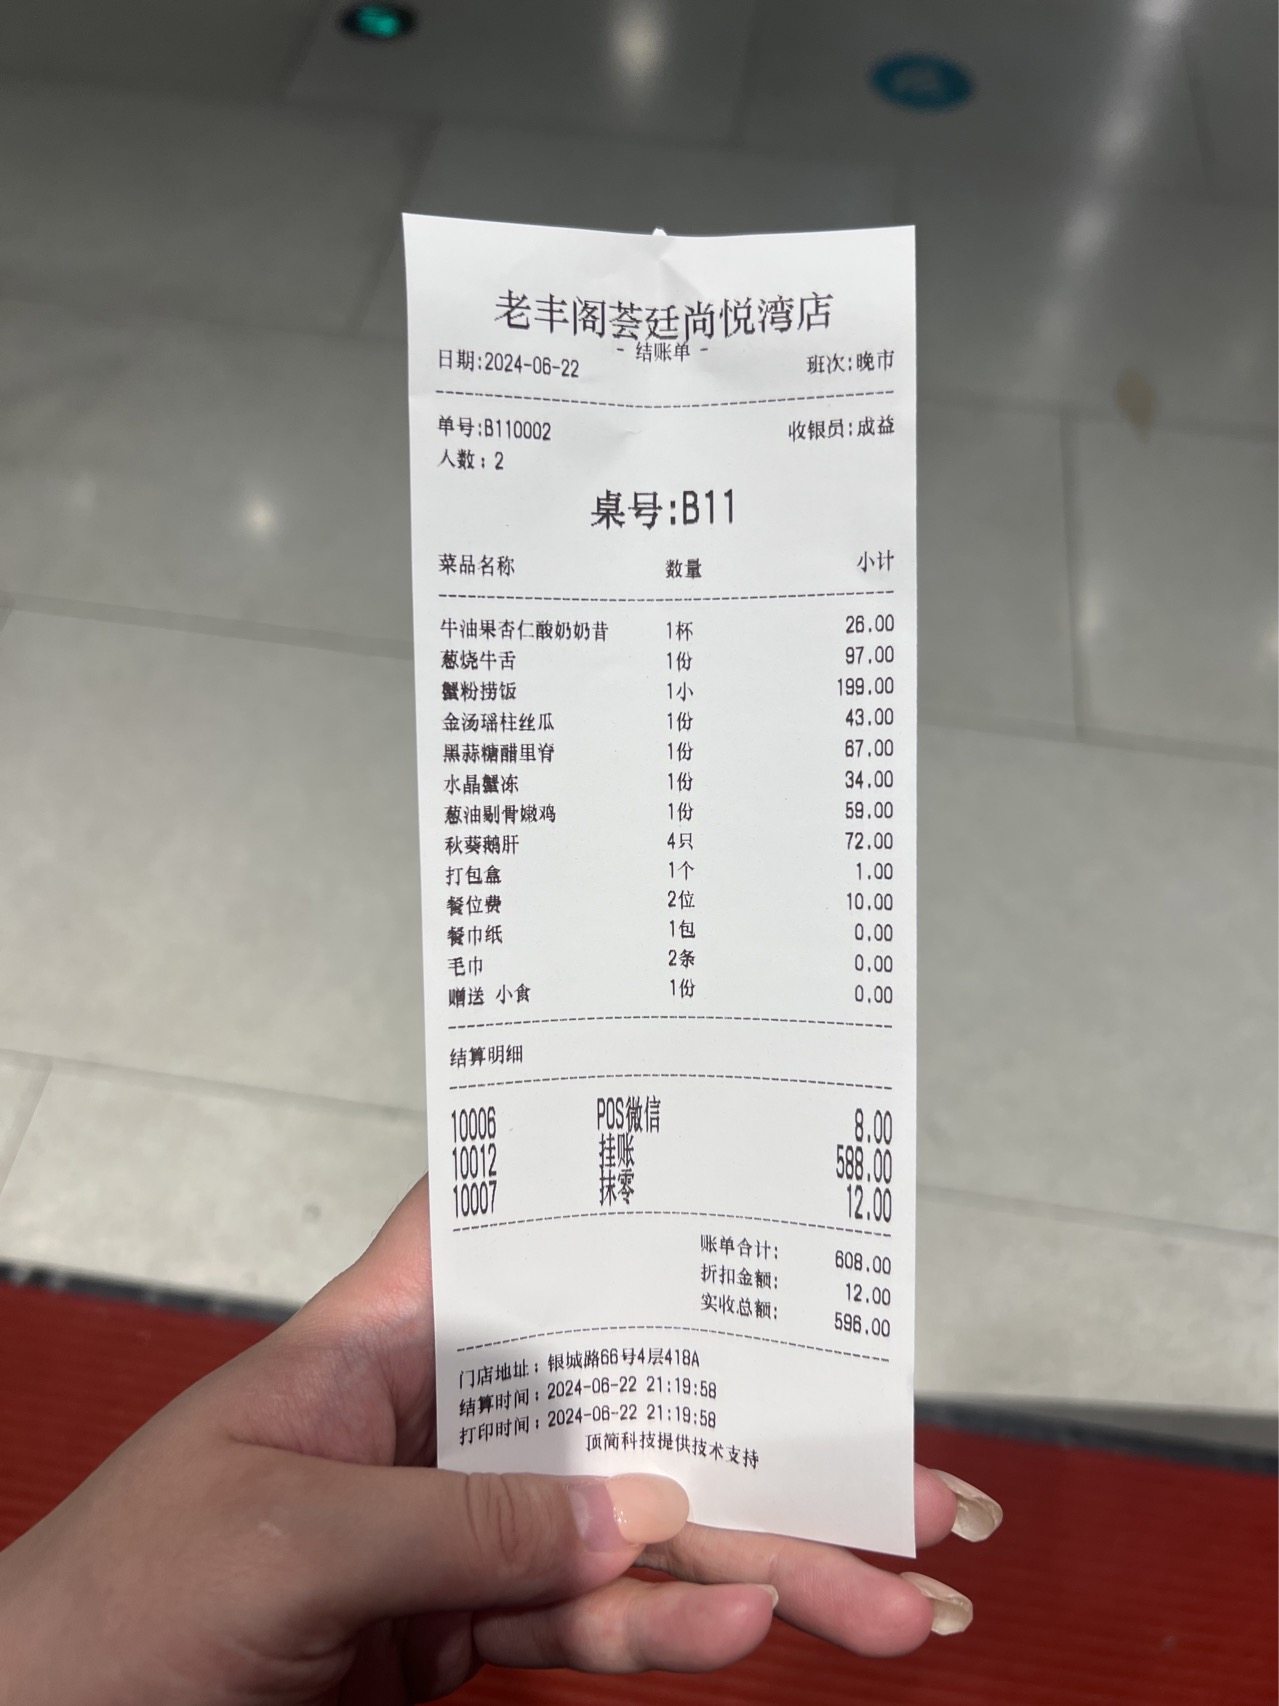 老丰阁荟廷尚悦湾店
- 结账单 -
日期:2024-06-22 班次:晚市
单号:B110002 收银员:成益
人数:2
桌号:B11
菜品名称 数量 小计
牛油果杏仁酸奶奶昔 1杯 26.00
葱烧牛舌 1份 97.00
蟹粉捞饭 1小 199.00
金汤瑶柱丝瓜 1份 43.00
黑蒜糖醋里脊 1份 67.00
水晶蟹冻 1份 34.00
葱油剔骨嫩鸡 1份 59.00
秋葵鹅肝 4只 72.00
打包盒 1个 1.00
餐位费 2位 10.00
餐巾纸 1包 0.00
毛巾 2条 0.00
赠送 小食 1份 0.00
结算明细
10006 POS微信 8.00
10012 挂账 588.00
10007 抹零 12.00
账单合计: 608.00
折扣金额: 12.00
实收总额: 596.00
门店地址:银城路66号4层418A
结算时间:2024-06-22 21:19:58
打印时间:2024-06-22 21:19:58
顶简科技提供技术支持